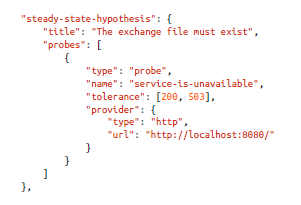 "steady-state-hypothesis": {
"title": "The exchange file must exist",
"probes": [
{
"type": "probe",
"name": "service-is-unavailable",
"tolerance": [200, 503],
"provider": {
"type": "http",
"url": "http://localhost:8080/"
}
}
]
},